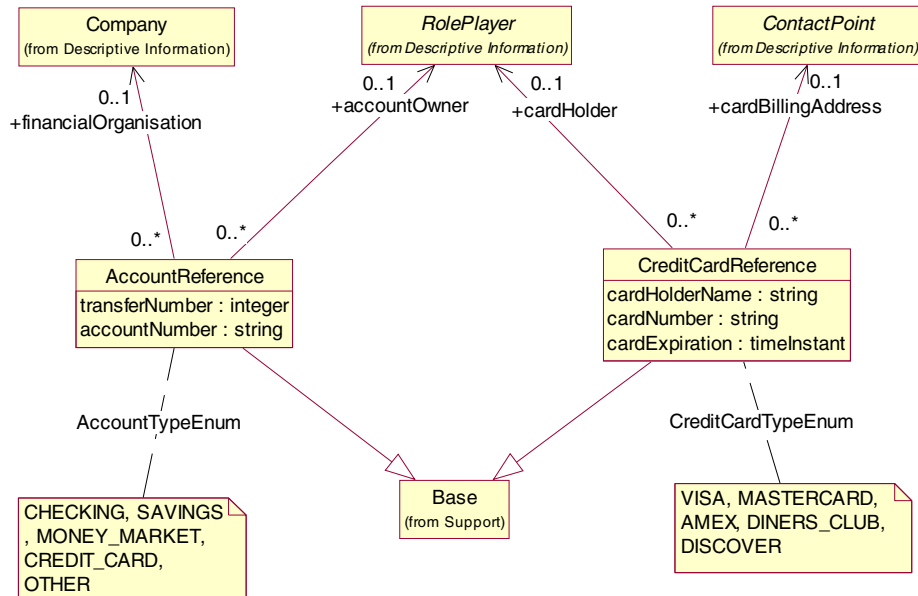 Company
(from Descriptive Information)
RolePlayer
(from Descriptive Information)
ContactPoint
(from Descriptive Information)
0..1
+financialOrganisation
0..1
+accountOwner
0..1
+cardHolder
0..1
+cardBillingAddress
0..*
0..*
0..*
0..*
AccountReference
transferNumber : integer
accountNumber : string
CreditCardReference
cardHolderName : string
cardNumber : string
cardExpiration : timeInstant
AccountTypeEnum
CreditCardTypeEnum
Base
(from Support)
CHECKING, SAVINGS
, MONEY_MARKET,
CREDIT_CARD,
OTHER
VISA, MASTERCARD,
AMEX, DINERS_CLUB,
DISCOVER